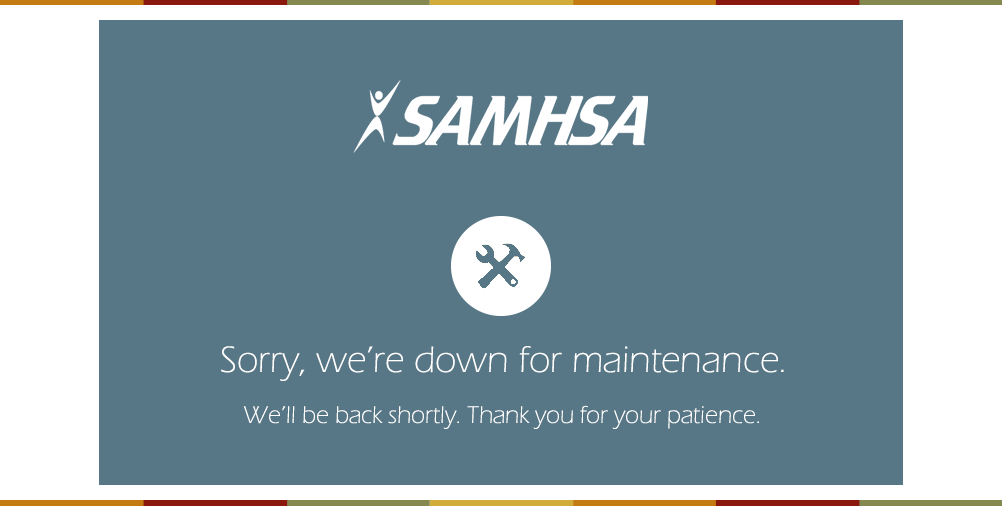 SAMHSA
Sorry, we're down for maintenance.
We'll be back shortly. Thank you for your patience.